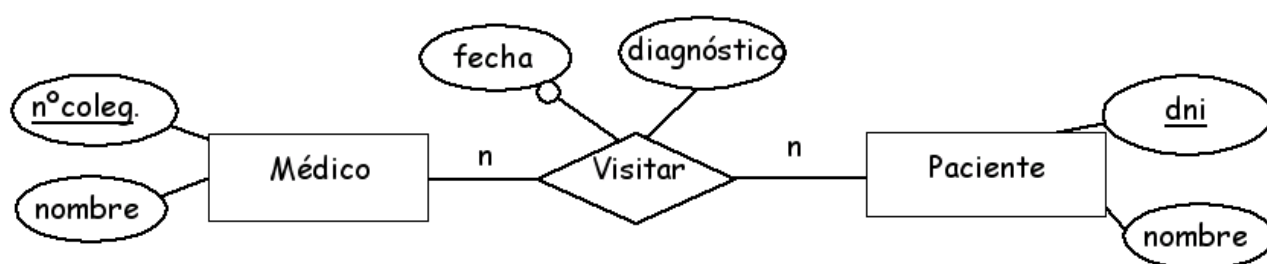 fecha
diagnóstico
nºcoleg.
dni
Médico
n
Visitar
n
Paciente
nombre
nombre